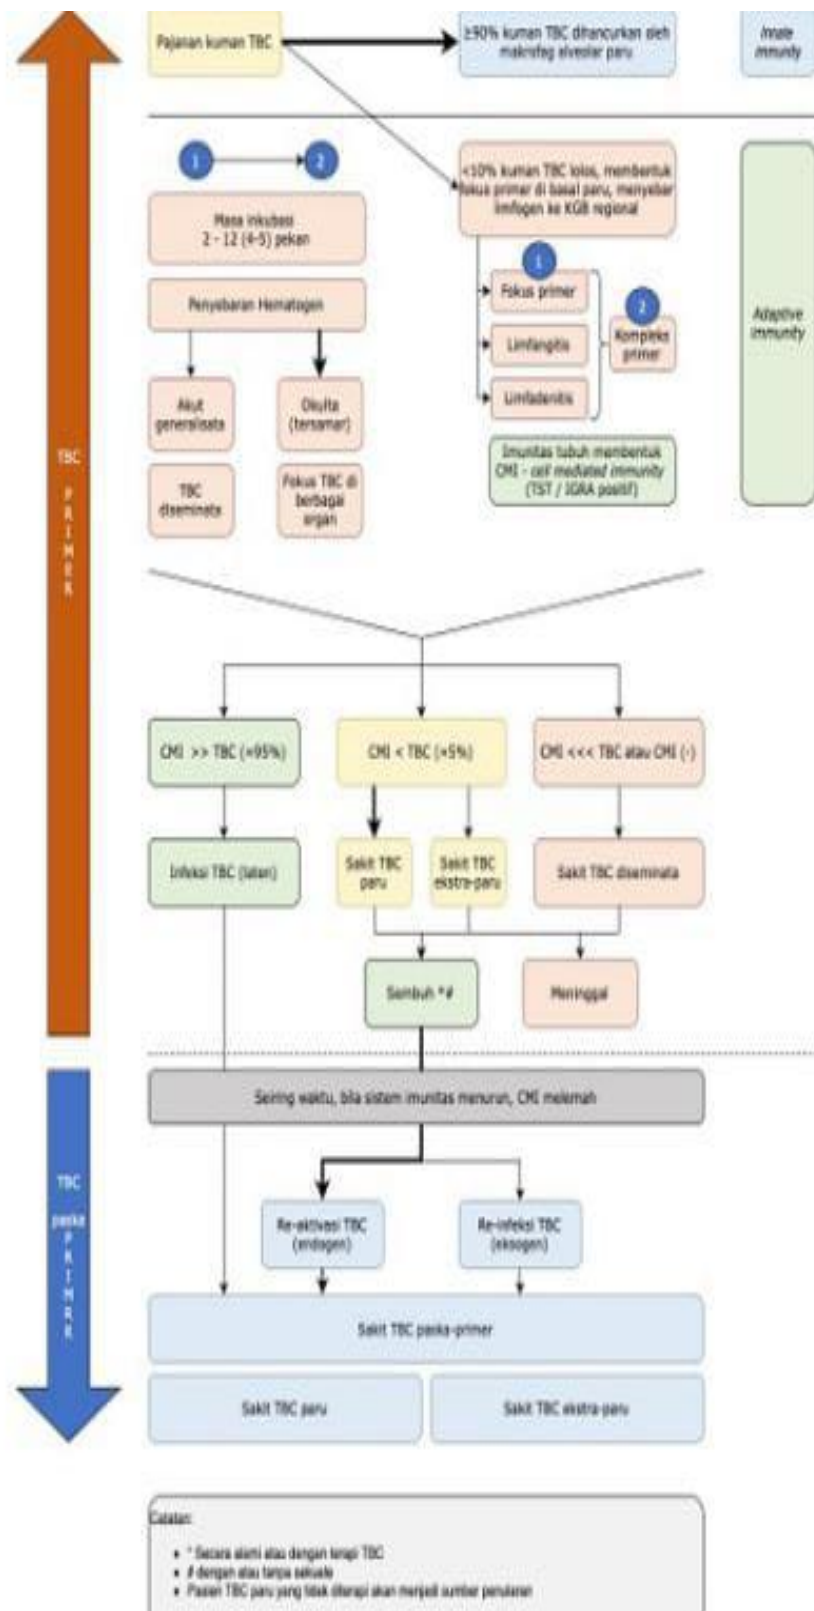 Pajanan kuman TBC
≥90% kuman TBC dihancurkan oleh
makrofag alveolar paru
Innate
immunity
1
2
<10% kuman TBC lolos, membentuk
fokus primer di basal paru, menyebar
limfogen ke KGB regional
Masa inkubasi
2 - 12 (4-5) pekan
Penyebaran Hematogen
Akut
generalisata
Okulta
(tersamar)
TBC
diseminata
Fokus TBC di
berbagai
organ
1
Fokus primer
Limfangitis
Limfadenitis
2
Kompleks
primer
Imunitas tubuh membentuk
CMI - cell mediated immunity
(TST / IGRA positif)
Adaptive
immunity
TBC
P
R
I
M
E
R
CMI >> TBC (±95%)
CMI < TBC (±5%)
CMI <<< TBC atau CMI (-)
Infeksi TBC (laten)
Sakit TBC
paru
Sakit TBC
ekstra-paru
Sakit TBC diseminata
Sembuh *#
Meninggal
Seiring waktu, bila sistem imunitas menurun, CMI melemah
TBC
paska
P
R
I
M
E
R
Re-aktivasi TBC
(endogen)
Re-infeksi TBC
(eksogen)
Sakit TBC paska-primer
Sakit TBC paru
Sakit TBC ekstra-paru
Catatan:
• * Secara alami atau dengan terapi TBC
• # dengan atau tanpa sekuele
• Pasien TBC paru yang tidak diterapi akan menjadi sumber penularan